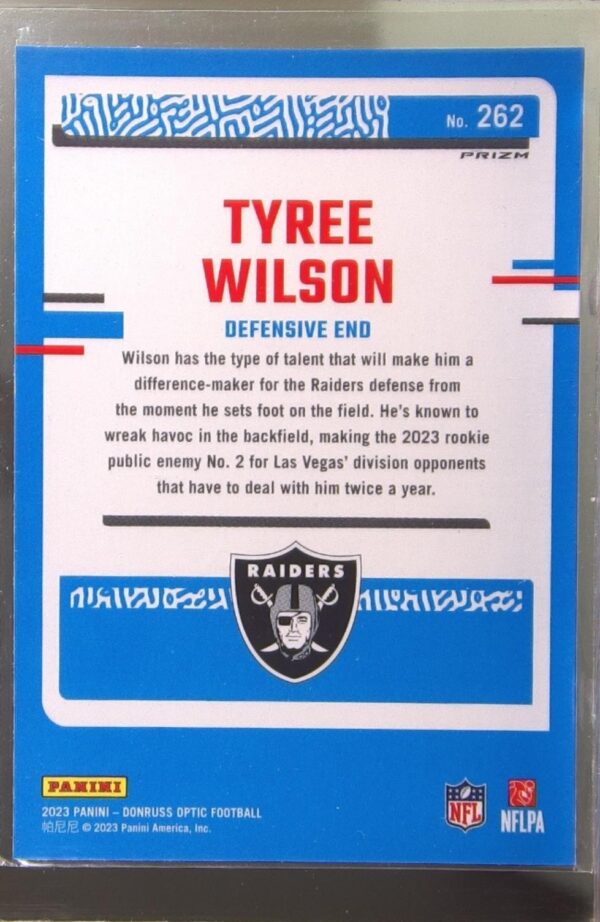 No. 262
PRIZM
TYREE
WILSON
DEFENSIVE END
Wilson has the type of talent that will make him a
difference-maker for the Raiders defense from
the moment he sets foot on the field. He's known to
wreak havoc in the backfield, making the 2023 rookie
public enemy No. 2 for Las Vegas' division opponents
that have to deal with him twice a year.
RAIDERS
PANINI
2023 PANINI – DONRUSS OPTIC FOOTBALL
帕尼尼 © 2023 Panini America, Inc.
NFL
NFLPA